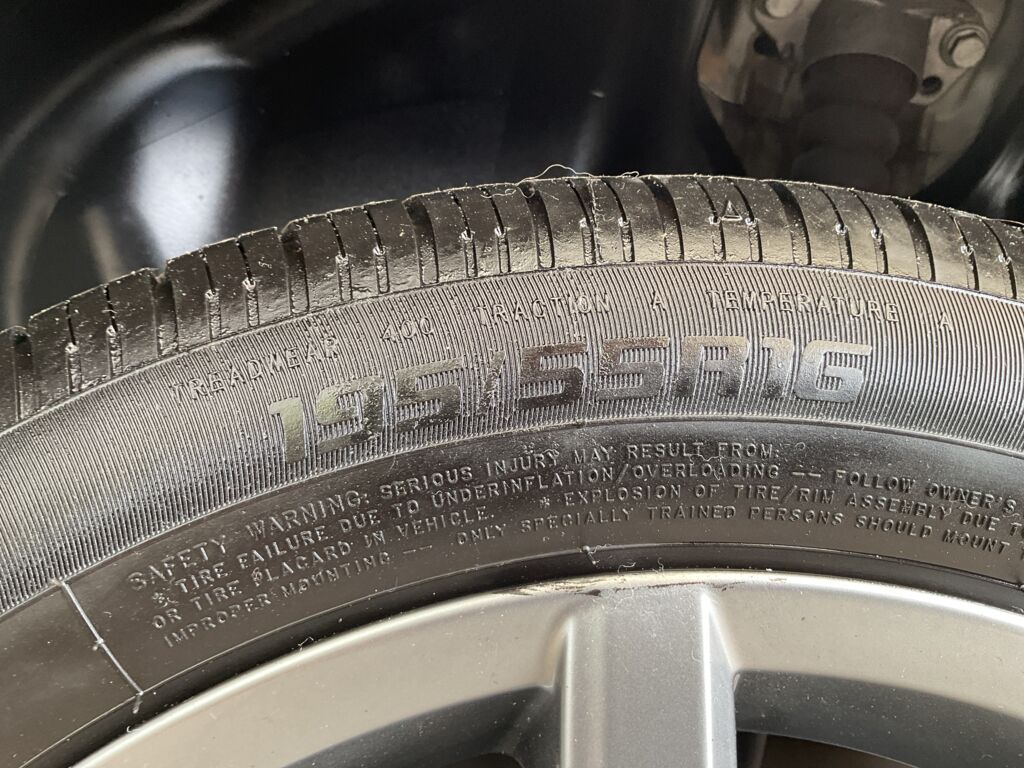 TREADWEAR 400 TRACTION A TEMPERATURE A
195/55R16
SAFETY WARNING: SERIOUS INJURY MAY RESULT FROM:
* TIRE FAILURE DUE TO UNDERINFLATION/OVERLOADING -- FOLLOW OWNER'S
OR TIRE PLACARD IN VEHICLE. * EXPLOSION OF TIRE/RIM ASSEMBLY DUE TO
IMPROPER MOUNTING -- ONLY SPECIALLY TRAINED PERSONS SHOULD MOUNT